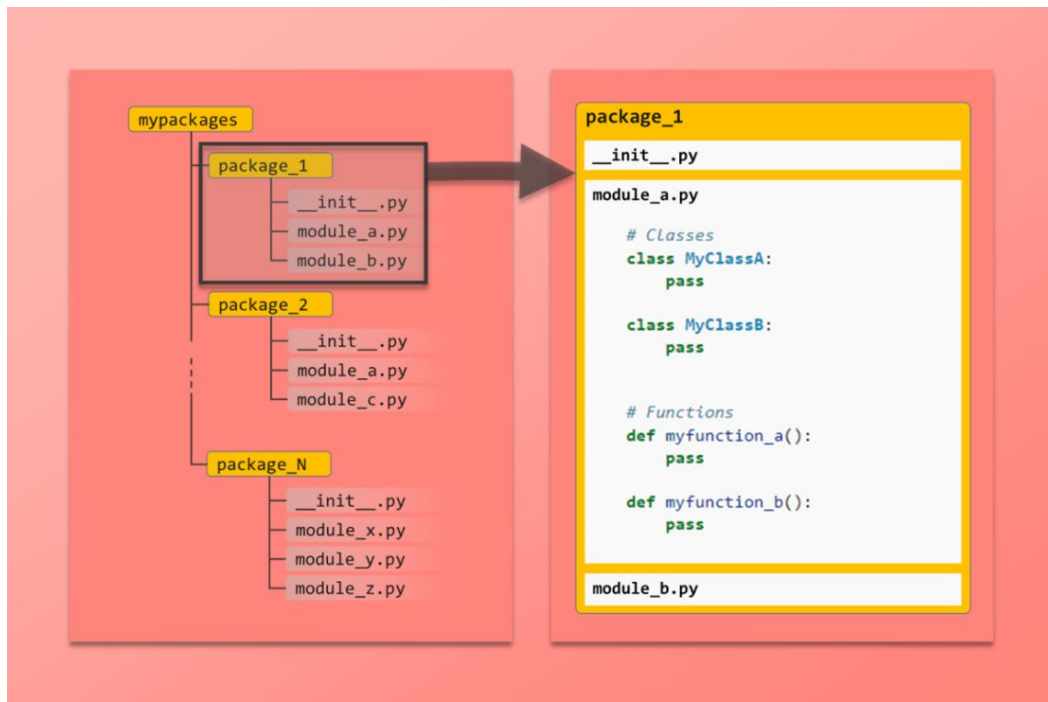 mypackages
package_1
__init__.py
module_a.py
module_b.py
package_2
__init__.py
module_a.py
module_c.py
package_N
__init__.py
module_x.py
module_y.py
module_z.py
package_1
__init__.py
module_a.py
# Classes
class MyClassA:
pass
class MyClassB:
pass
# Functions
def myfunction_a():
pass
def myfunction_b():
pass
module_b.py